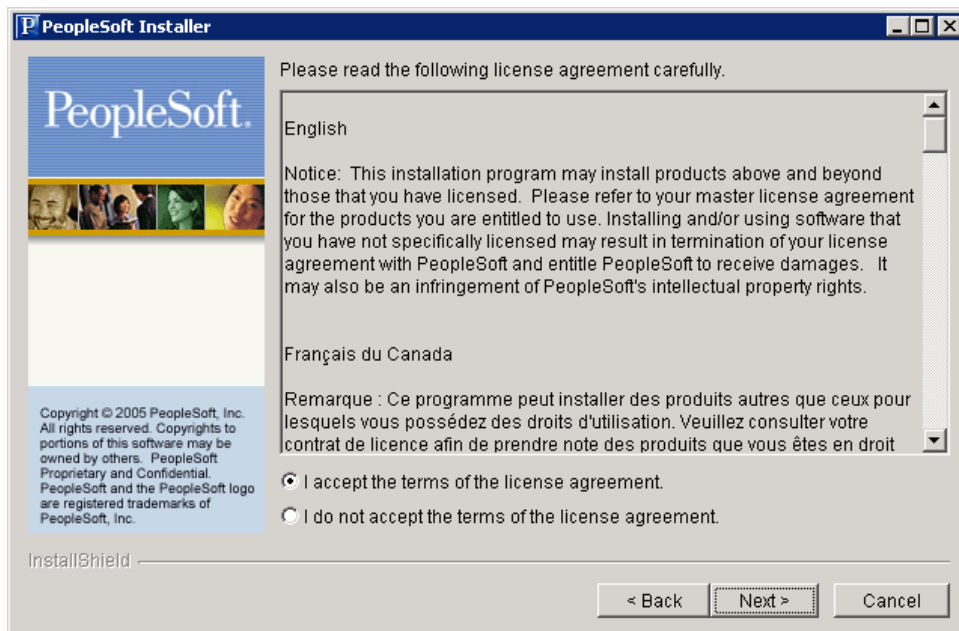 PeopleSoft Installer
PeopleSoft.
Please read the following license agreement carefully.
English
Notice:  This installation program may install products above and beyond
those that you have licensed.  Please refer to your master license agreement
for the products you are entitled to use. Installing and/or using software that
you have not specifically licensed may result in termination of your license
agreement with PeopleSoft and entitle PeopleSoft to receive damages.   It
may also be an infringement of PeopleSoft's intellectual property rights.
Français du Canada
Remarque : Ce programme peut installer des produits autres que ceux pour
lesquels vous possédez des droits d'utilisation. Veuillez consulter votre
contrat de licence afin de prendre note des produits que vous êtes en droit
Copyright © 2005 PeopleSoft, Inc.
All rights reserved. Copyrights to
portions of this software may be
owned by others.  PeopleSoft
Proprietary and Confidential.
PeopleSoft and the PeopleSoft logo
are registered trademarks of
PeopleSoft, Inc.
I accept the terms of the license agreement.
I do not accept the terms of the license agreement.
InstallShield
< Back
Next >
Cancel